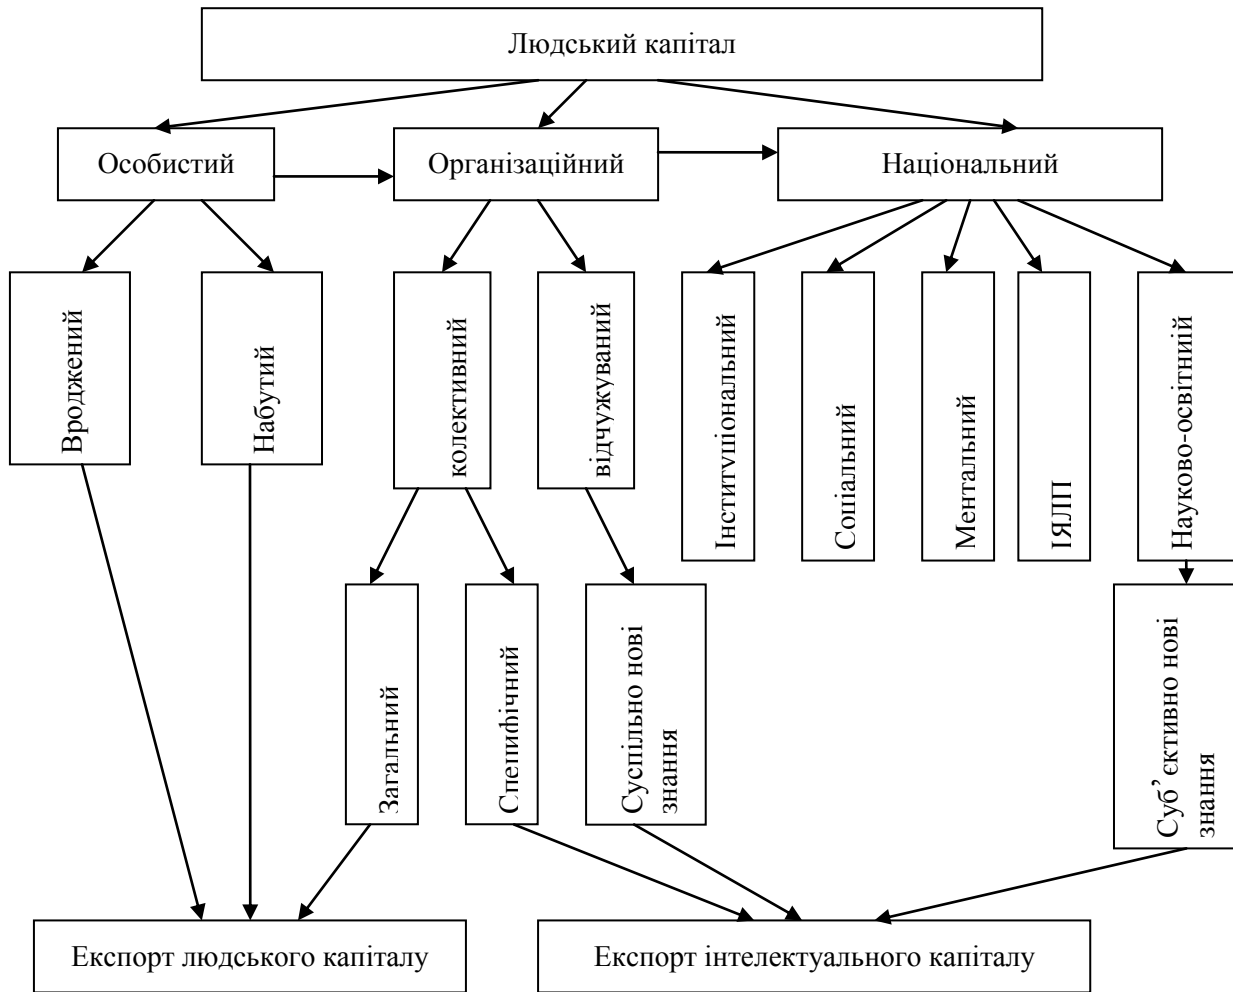 Людський капітал
Особистий
Організаційний
Національний
Вроджений
Набутий
колективний
відчужуваний
Інституціональний
Соціальний
Ментальний
ІЯЛП
Науково-освітнііій
Загальний
Специфічний
Суспільно нові
знання
Суб’єктивно нові
знання
Експорт людського капіталу
Експорт інтелектуального капіталу